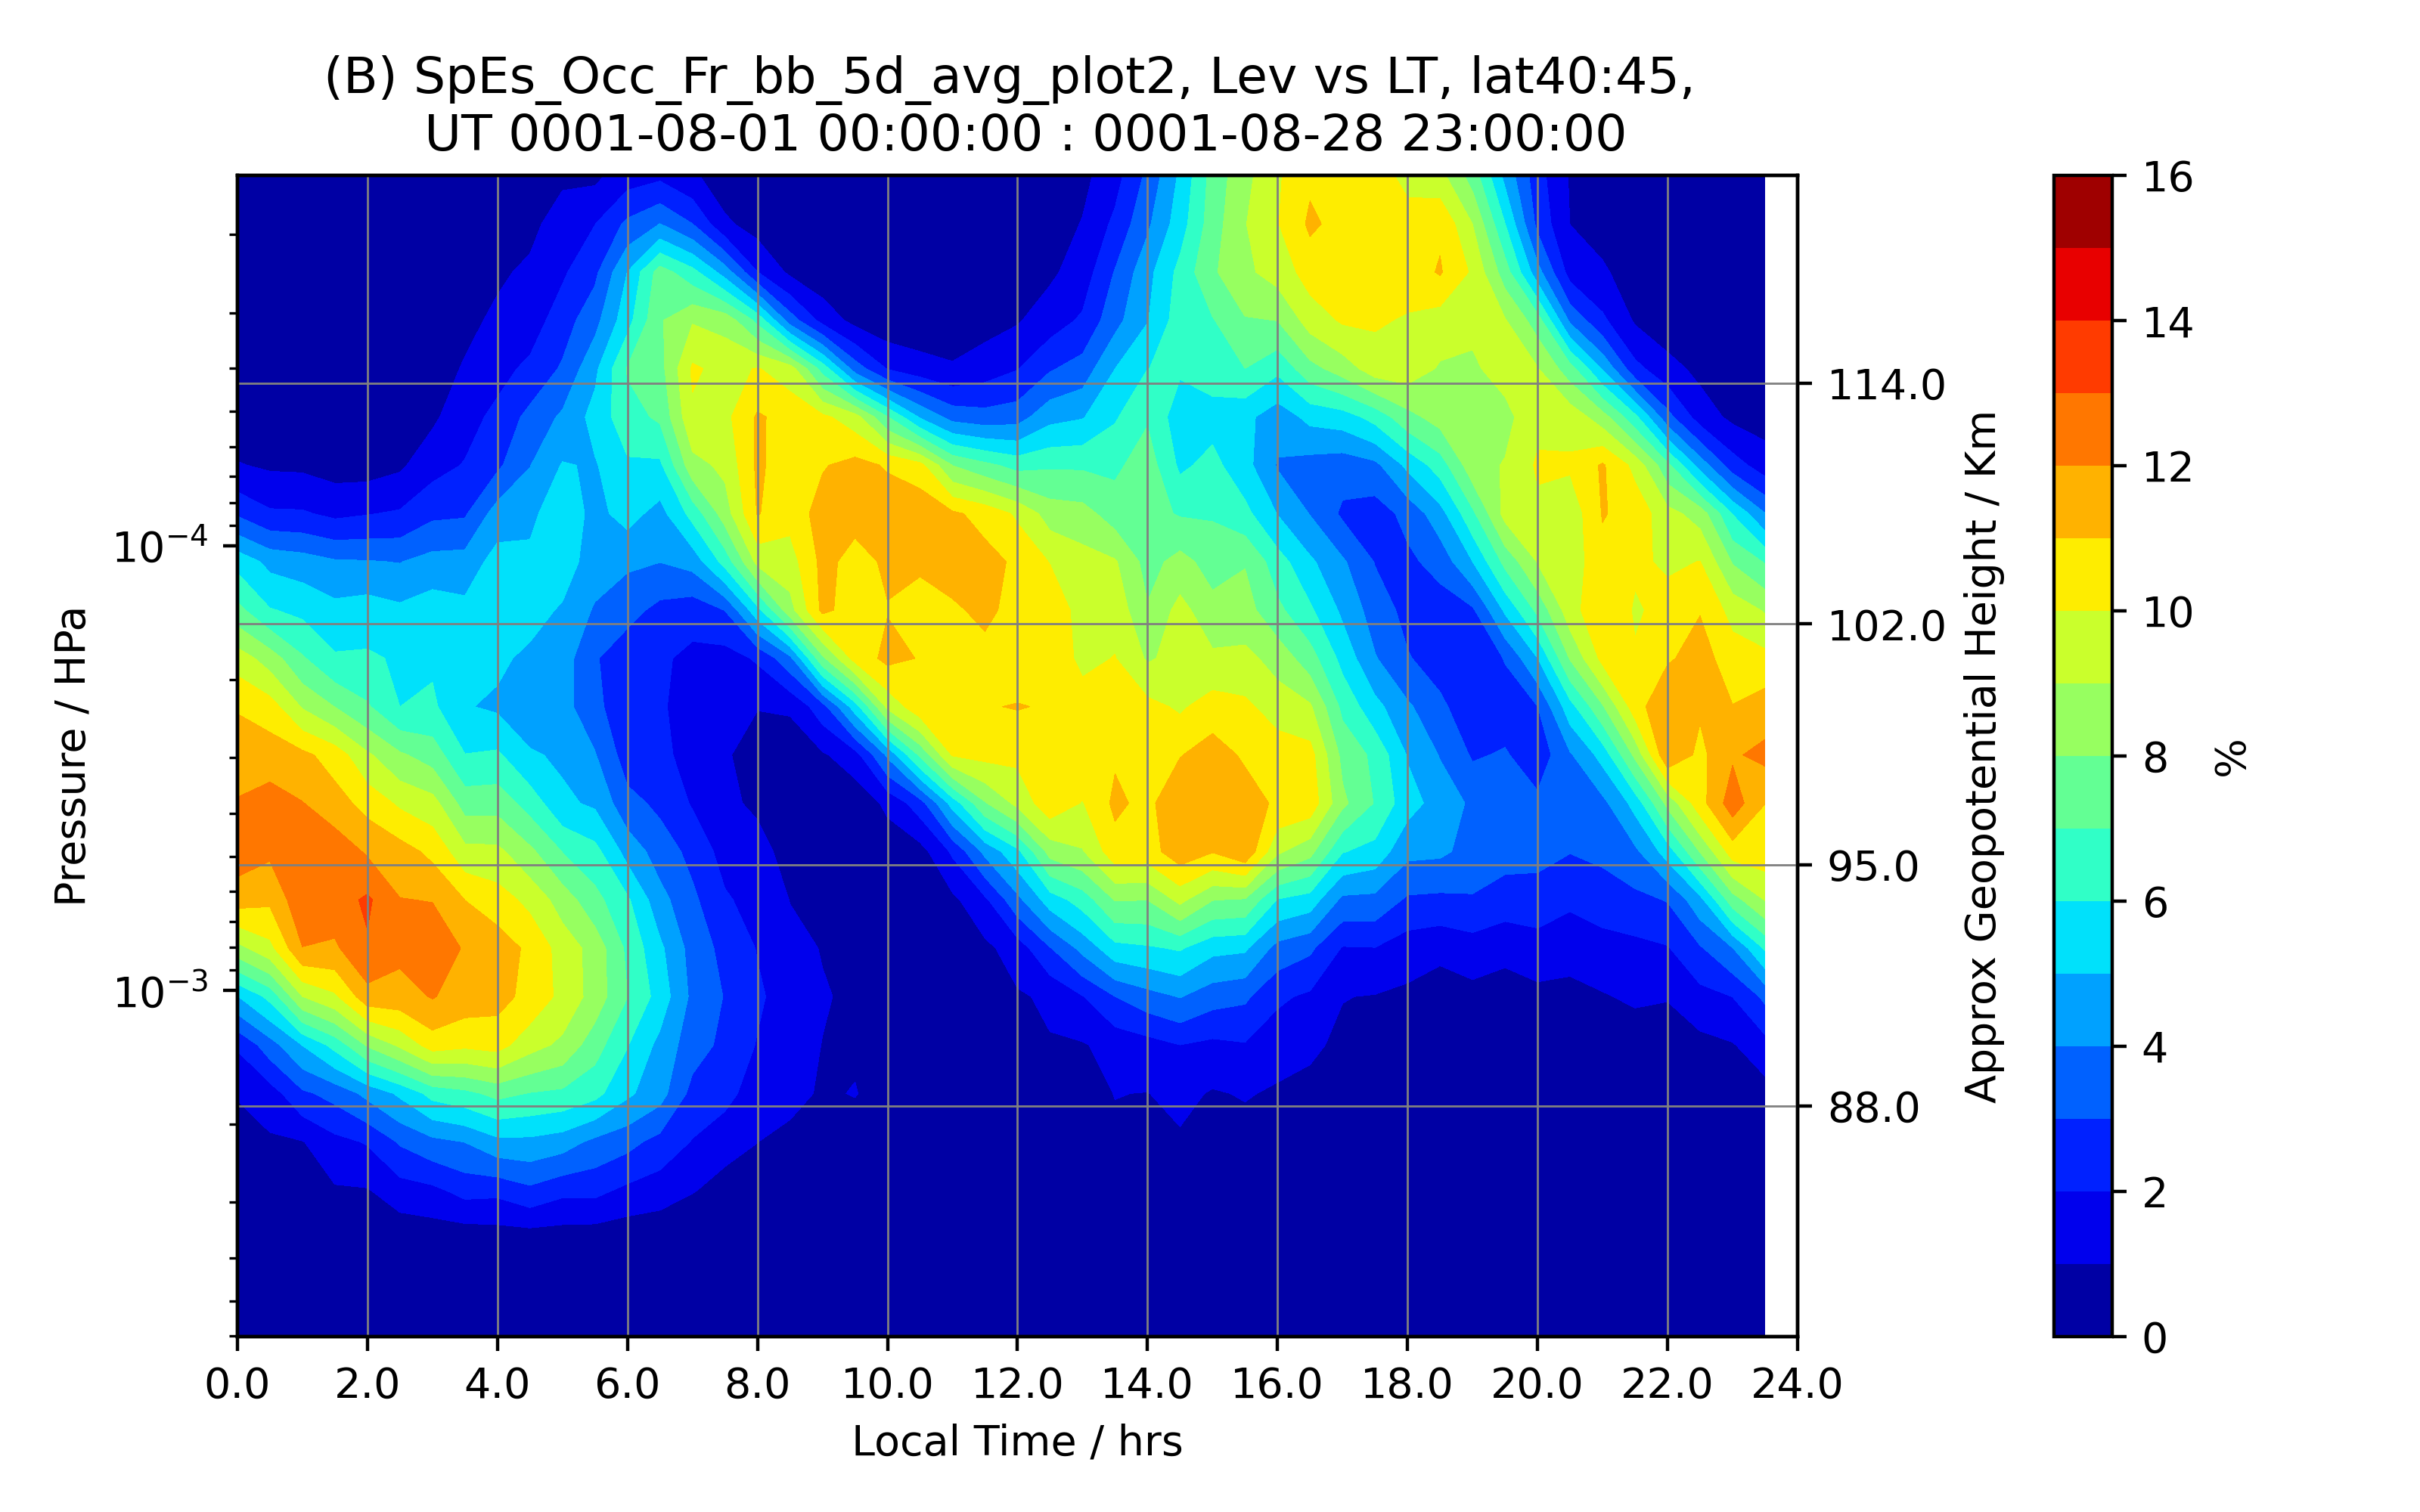 (B) SpEs_Occ_Fr_bb_5d_avg_plot2, Lev vs LT, lat40:45,
UT 0001-08-01 00:00:00 : 0001-08-28 23:00:00
Pressure / HPa
10⁻⁴
10⁻³
0.0 2.0 4.0 6.0 8.0 10.0 12.0 14.0 16.0 18.0 20.0 22.0 24.0
Local Time / hrs
114.0
102.0
95.0
88.0
Approx Geopotential Height / Km
16
14
12
10
8
6
4
2
0
%